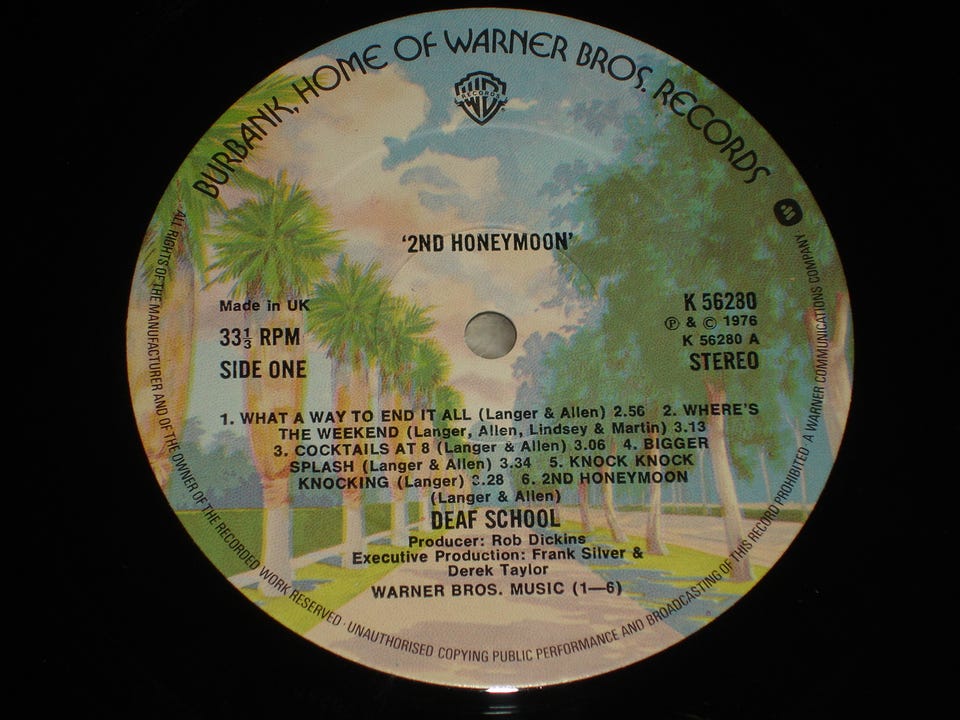 BURBANK, HOME OF WARNER BROS. RECORDS
WB
RECORDS
'2ND HONEYMOON'
Made in UK
33⅓ RPM
SIDE ONE
K 56280
℗ & © 1976
K 56280 A
STEREO
1. WHAT A WAY TO END IT ALL (Langer & Allen) 2.56 2. WHERE'S
THE WEEKEND (Langer, Allen, Lindsey & Martin) 3.13
3. COCKTAILS AT 8 (Langer & Allen) 3.06 4. BIGGER
SPLASH (Langer & Allen) 3.34 5. KNOCK KNOCK
KNOCKING (Langer) 3.28 6. 2ND HONEYMOON
(Langer & Allen)
DEAF SCHOOL
Producer: Rob Dickins
Executive Production: Frank Silver &
Derek Taylor
WARNER BROS. MUSIC (1—6)
ALL RIGHTS OF THE MANUFACTURER AND OF THE OWNER OF THE RECORDED WORK RESERVED · UNAUTHORISED COPYING PUBLIC PERFORMANCE AND BROADCASTING OF THIS RECORD PROHIBITED · A WARNER COMMUNICATIONS COMPANY